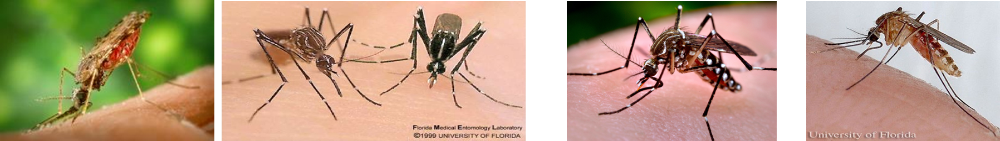 Florida Medical Entomology Laboratory
©1999 UNIVERSITY OF FLORIDA
University of Florida